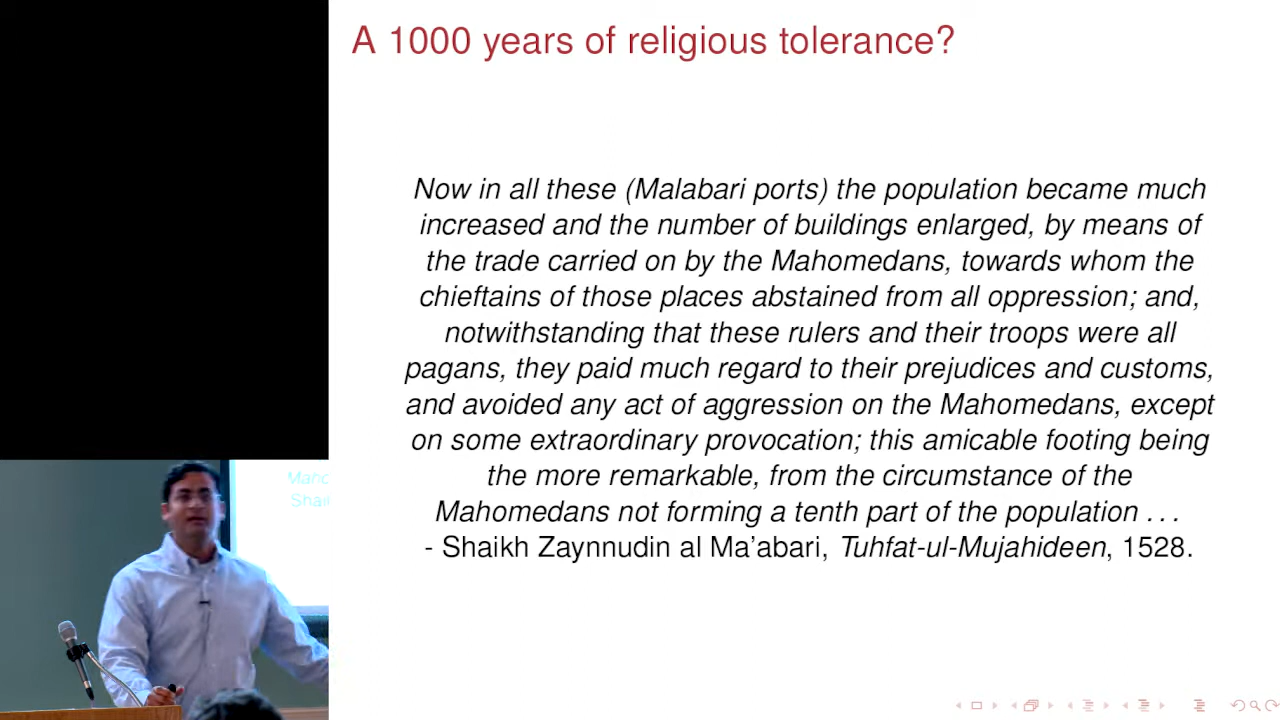 A 1000 years of religious tolerance?
Now in all these (Malabari ports) the population became much
increased and the number of buildings enlarged, by means of
the trade carried on by the Mahomedans, towards whom the
chieftains of those places abstained from all oppression; and,
notwithstanding that these rulers and their troops were all
pagans, they paid much regard to their prejudices and customs,
and avoided any act of aggression on the Mahomedans, except
on some extraordinary provocation; this amicable footing being
the more remarkable, from the circumstance of the
Mahomedans not forming a tenth part of the population . . .
- Shaikh Zaynnudin al Ma'abari, Tuhfat-ul-Mujahideen, 1528.